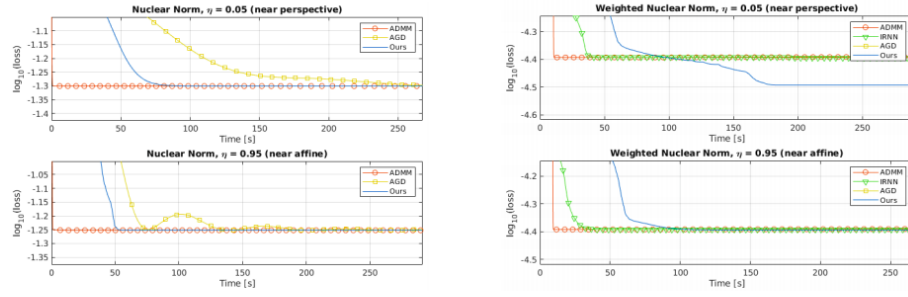 Nuclear Norm, η = 0.05 (near perspective)
-1.1
-1.15
-1.2
-1.25
-1.3
-1.35
-1.4
log10(loss)
0 50 100 150 200 250
Time [s]
ADMM
AGD
Ours
Weighted Nuclear Norm, η = 0.05 (near perspective)
-4.3
-4.4
-4.5
-4.6
log10(loss)
0 50 100 150 200 250
Time [s]
ADMM
IRNN
AGD
Ours
Nuclear Norm, η = 0.95 (near affine)
-1.05
-1.1
-1.15
-1.2
-1.25
-1.3
-1.35
log10(loss)
0 50 100 150 200 250
Time [s]
ADMM
AGD
Ours
Weighted Nuclear Norm, η = 0.95 (near affine)
-4.2
-4.3
-4.4
-4.5
log10(loss)
0 50 100 150 200 250
Time [s]
ADMM
IRNN
AGD
Ours